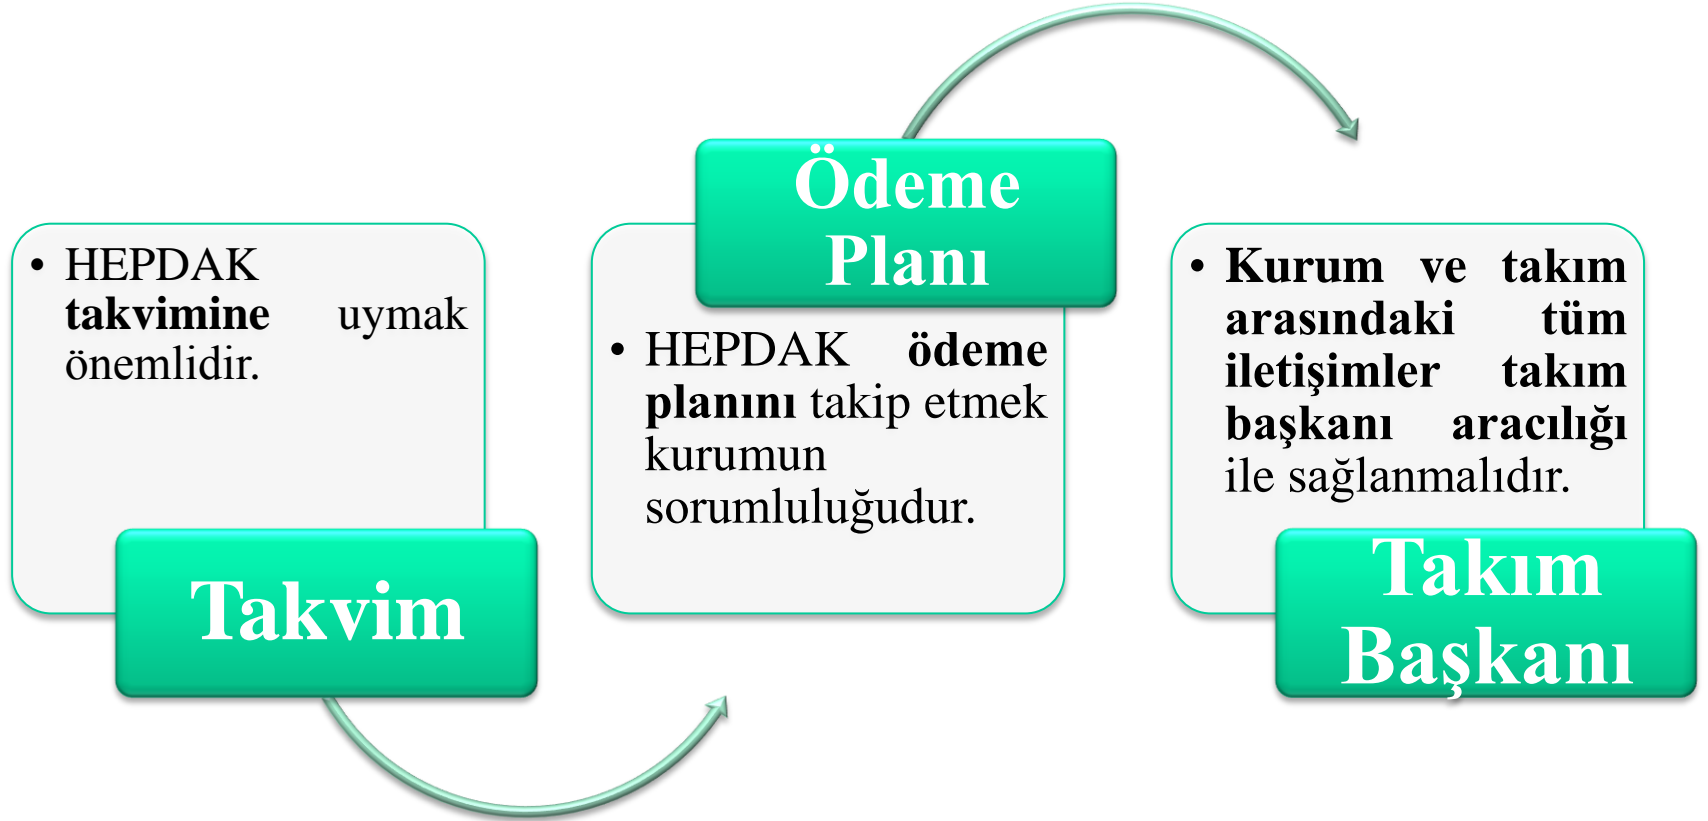 • HEPDAK
takvimine uymak
önemlidir.
Takvim
Ödeme
Planı
• HEPDAK ödeme
planını takip etmek
kurumun
sorumluluğudur.
• Kurum ve takım
arasındaki tüm
iletişimler takım
başkanı aracılığı
ile sağlanmalıdır.
Takım
Başkanı